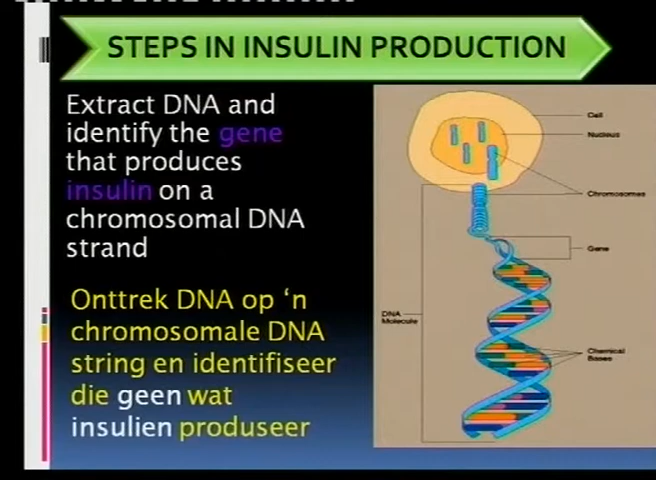 STEPS IN INSULIN PRODUCTION
Extract DNA and
identify the gene
that produces
insulin on a
chromosomal DNA
strand
Onttrek DNA op ‘n
chromosomale DNA
string en identifiseer
die geen wat
insulien produseer
Cell
Nucleus
Chromosomes
Gene
DNA
Molecule
Chemical
Bases